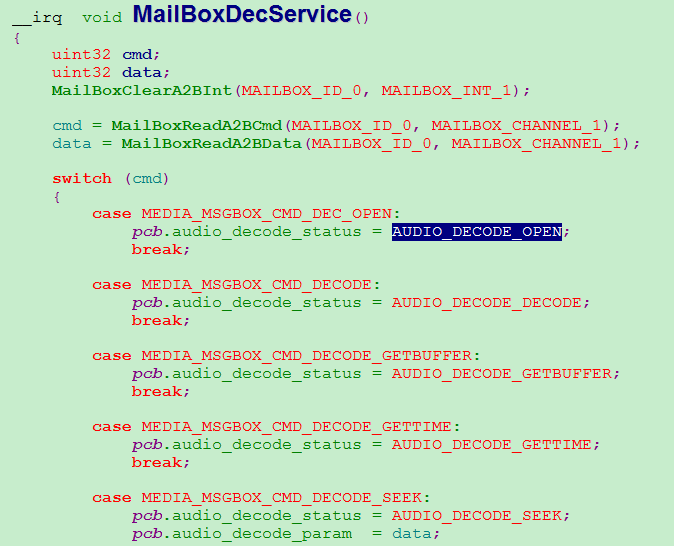 __irq void MailBoxDecService()
{
    uint32 cmd;
    uint32 data;
    MailBoxClearA2BInt(MAILBOX_ID_0, MAILBOX_INT_1);

    cmd = MailBoxReadA2BCmd(MAILBOX_ID_0, MAILBOX_CHANNEL_1);
    data = MailBoxReadA2BData(MAILBOX_ID_0, MAILBOX_CHANNEL_1);

    switch (cmd)
    {
        case MEDIA_MSGBOX_CMD_DEC_OPEN:
            pcb.audio_decode_status = AUDIO_DECODE_OPEN;
            break;

        case MEDIA_MSGBOX_CMD_DECODE:
            pcb.audio_decode_status = AUDIO_DECODE_DECODE;
            break;

        case MEDIA_MSGBOX_CMD_DECODE_GETBUFFER:
            pcb.audio_decode_status = AUDIO_DECODE_GETBUFFER;
            break;

        case MEDIA_MSGBOX_CMD_DECODE_GETTIME:
            pcb.audio_decode_status = AUDIO_DECODE_GETTIME;
            break;

        case MEDIA_MSGBOX_CMD_DECODE_SEEK:
            pcb.audio_decode_status = AUDIO_DECODE_SEEK;
            pcb.audio_decode_param  = data;